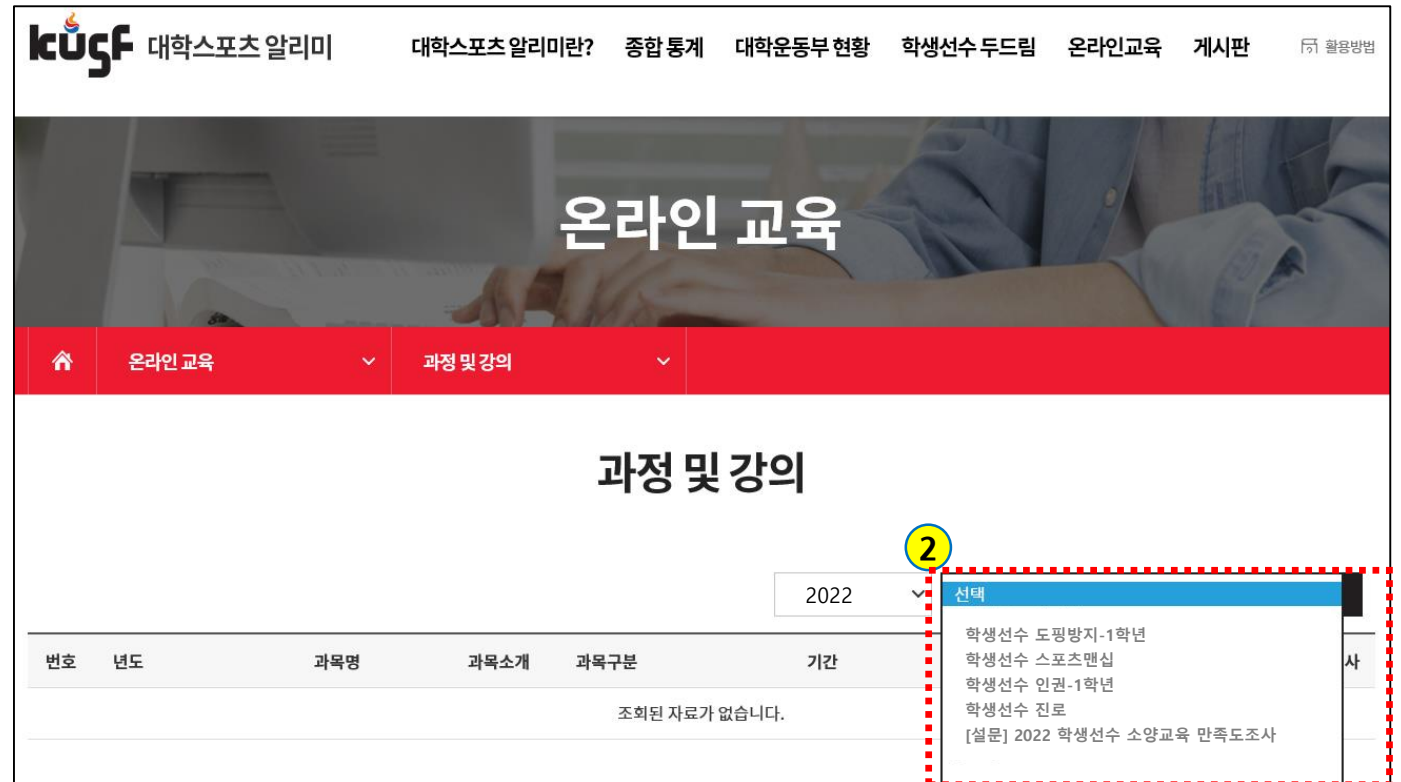 kusf 대학스포츠 알리미 대학스포츠 알리미란? 종합 통계 대학운동부 현황 학생선수 두드림 온라인교육 게시판 활용방법
온라인 교육
온라인 교육 과정 및 강의
과정 및 강의
2
2022 선택
학생선수 도핑방지-1학년
학생선수 스포츠맨십
학생선수 인권-1학년
학생선수 진로
[설문] 2022 학생선수 소양교육 만족도조사
번호 년도 과목명 과목소개 과목구분 기간 사
조회된 자료가 없습니다.